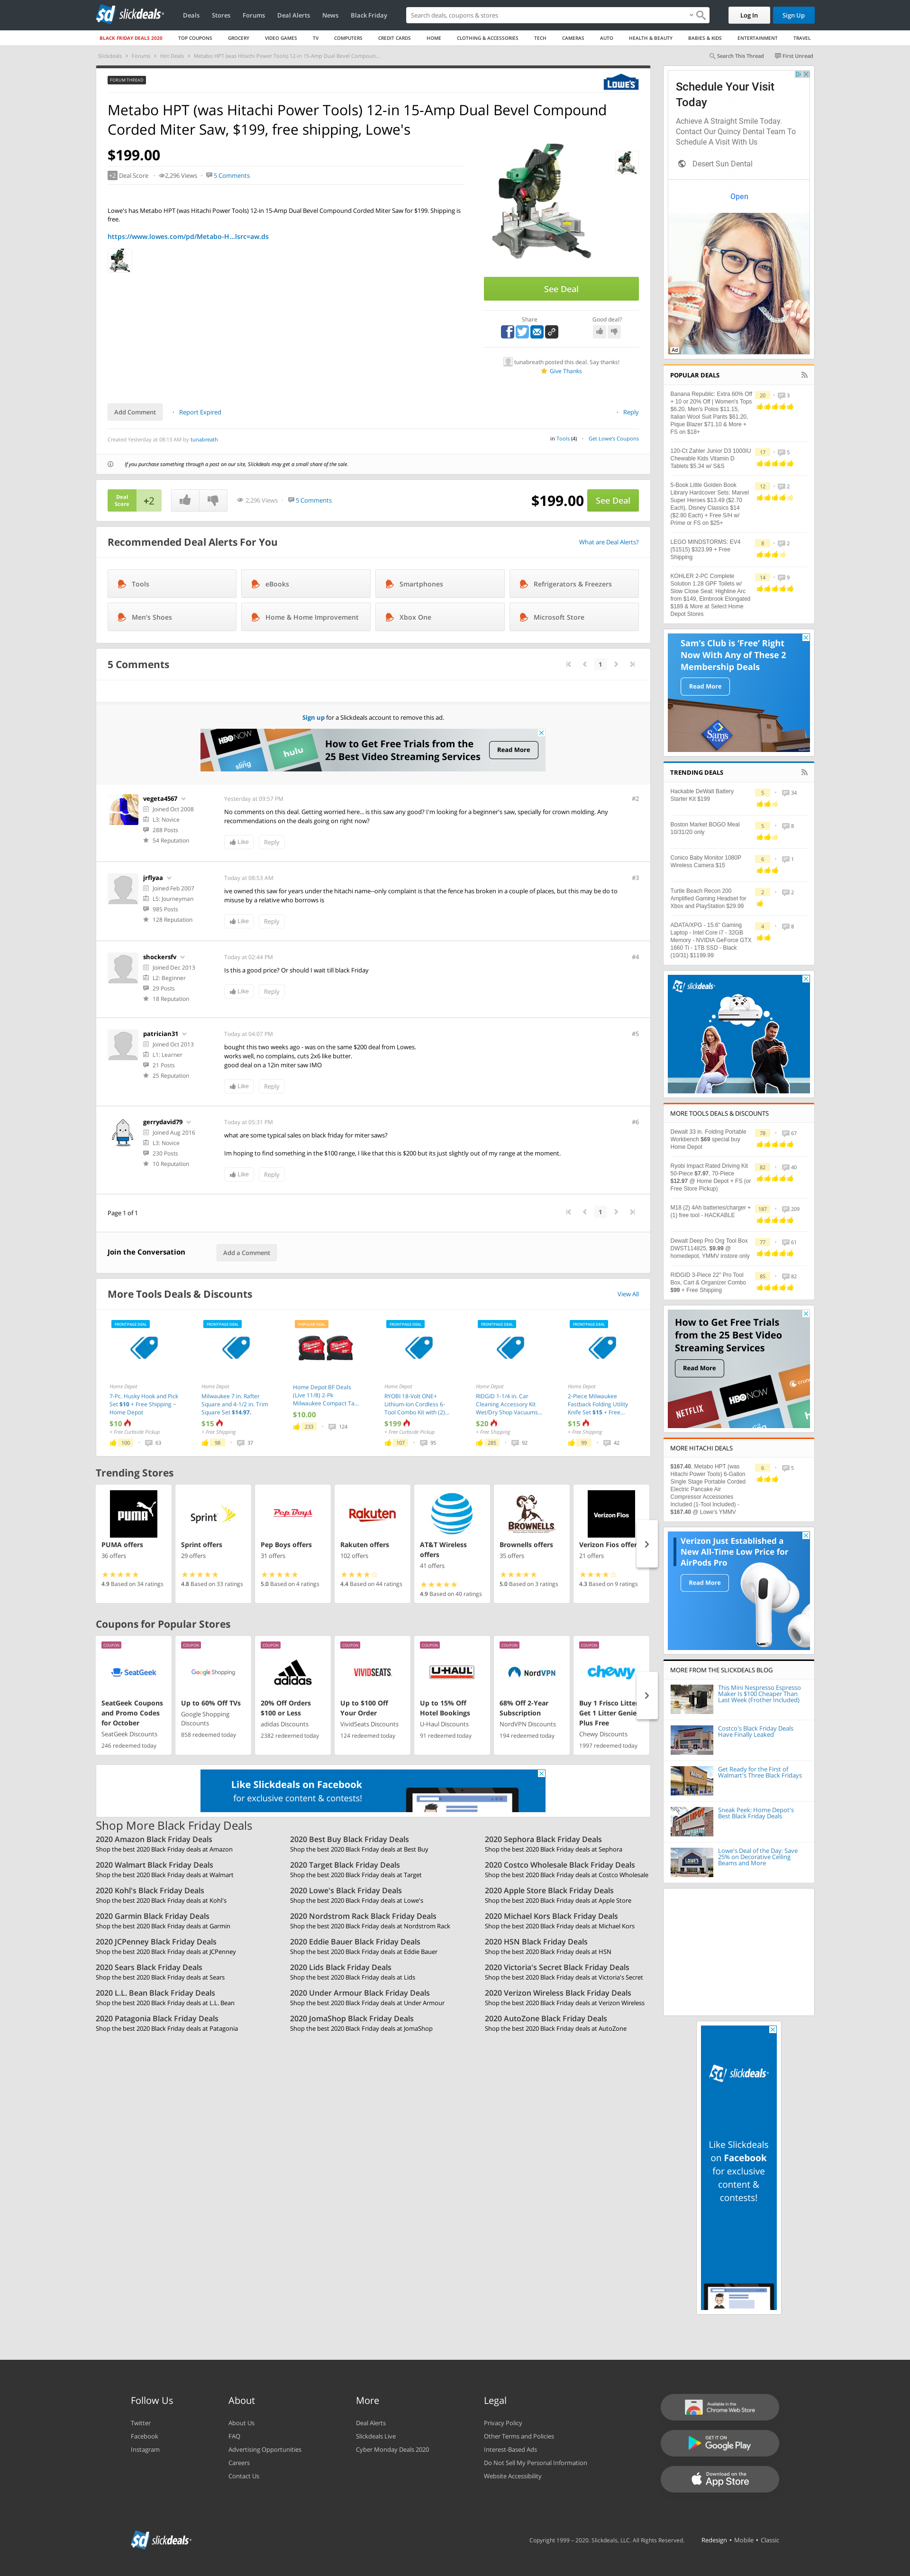 slickdeals
Deals
Stores
Forums
Deal Alerts
News
Black Friday
Search deals, coupons & stores
Log In
Sign Up
BLACK FRIDAY DEALS 2020
TOP COUPONS
GROCERY
VIDEO GAMES
TV
COMPUTERS
CREDIT CARDS
HOME
CLOTHING & ACCESSORIES
TECH
CAMERAS
AUTO
HEALTH & BEAUTY
BABIES & KIDS
ENTERTAINMENT
TRAVEL
Slickdeals > Forums > Hot Deals > Metabo HPT (was Hitachi Power Tools) 12-in 15-Amp Dual Bevel Compoun...
Search This Thread
First Unread
FORUM THREAD
LOWE'S
Metabo HPT (was Hitachi Power Tools) 12-in 15-Amp Dual Bevel Compound
Corded Miter Saw, $199, free shipping, Lowe's
$199.00
+2 Deal Score
2,296 Views
5 Comments
Lowe's has Metabo HPT (was Hitachi Power Tools) 12-in 15-Amp Dual Bevel Compound Corded Miter Saw for $199. Shipping is
free.
https://www.lowes.com/pd/Metabo-H...lsrc=aw.ds
See Deal
Share
Good deal?
tunabreath posted this deal. Say thanks!
Give Thanks
Add Comment
Report Expired
Reply
Created Yesterday at 08:13 AM by tunabreath
in Tools (4)
Get Lowe's Coupons
If you purchase something through a post on our site, Slickdeals may get a small share of the sale.
Deal
Score
+2
2,296 Views
5 Comments
$199.00
See Deal
Recommended Deal Alerts For You
What are Deal Alerts?
Tools
eBooks
Smartphones
Refrigerators & Freezers
Men's Shoes
Home & Home Improvement
Xbox One
Microsoft Store
5 Comments
1
Sign up for a Slickdeals account to remove this ad.
HBO NOW
sling
hulu
How to Get Free Trials from the
25 Best Video Streaming Services
Read More
vegeta4567
Joined Oct 2008
L3: Novice
288 Posts
54 Reputation
Yesterday at 09:57 PM
#2
No comments on this deal. Getting worried here... is this saw any good? I'm looking for a beginner's saw, specially for crown molding. Any
recommendations on the deals going on right now?
Like
Reply
jrflyaa
Joined Feb 2007
L5: Journeyman
985 Posts
128 Reputation
Today at 08:53 AM
#3
ive owned this saw for years under the hitachi name--only complaint is that the fence has broken in a couple of places, but this may be do to
misuse by a relative who borrows is
Like
Reply
shockersfv
Joined Dec 2013
L2: Beginner
29 Posts
18 Reputation
Today at 02:44 PM
#4
Is this a good price? Or should I wait till black Friday
Like
Reply
patrician31
Joined Oct 2013
L1: Learner
21 Posts
25 Reputation
Today at 04:07 PM
#5
bought this two weeks ago - was on the same $200 deal from Lowes.
works well, no complains, cuts 2x6 like butter.
good deal on a 12in miter saw IMO
Like
Reply
gerrydavid79
Joined Aug 2016
L3: Novice
230 Posts
10 Reputation
Today at 05:31 PM
#6
what are some typical sales on black friday for miter saws?
Im hoping to find something in the $100 range, I like that this is $200 but its just slightly out of my range at the moment.
Like
Reply
Page 1 of 1
1
Join the Conversation
Add a Comment
More Tools Deals & Discounts
View All
FRONTPAGE DEAL
Home Depot
7-Pc. Husky Hook and Pick
Set $10 + Free Shipping ~
Home Depot
$10
+ Free Curbside Pickup
100
63
FRONTPAGE DEAL
Home Depot
Milwaukee 7 in. Rafter
Square and 4-1/2 in. Trim
Square Set $14.97.
$15
+ Free Shipping
98
37
POPULAR DEAL
Home Depot BF Deals
(Live 11/8) 2-Pk
Milwaukee Compact Ta...
$10.00
233
124
FRONTPAGE DEAL
Home Depot
RYOBI 18-Volt ONE+
Lithium-Ion Cordless 6-
Tool Combo Kit with (2)...
$199
+ Free Curbside Pickup
107
95
FRONTPAGE DEAL
Home Depot
RIDGID 1-1/4 in. Car
Cleaning Accessory Kit
Wet/Dry Shop Vacuums...
$20
+ Free Shipping
285
92
FRONTPAGE DEAL
Home Depot
2-Piece Milwaukee
Fastback Folding Utility
Knife Set $15 + Free...
$15
+ Free Shipping
99
42
Trending Stores
PUMA
PUMA offers
36 offers
4.9 Based on 34 ratings
Sprint
Sprint offers
29 offers
4.8 Based on 33 ratings
Pep Boys
Pep Boys offers
31 offers
5.0 Based on 4 ratings
Rakuten
Rakuten offers
102 offers
4.4 Based on 44 ratings
AT&T Wireless
offers
41 offers
4.9 Based on 40 ratings
BROWNELLS
Brownells offers
35 offers
5.0 Based on 3 ratings
Verizon Fios
Verizon Fios offer
21 offers
4.3 Based on 9 ratings
Coupons for Popular Stores
COUPON
SeatGeek
SeatGeek Coupons
and Promo Codes
for October
SeatGeek Discounts
246 redeemed today
COUPON
Google Shopping
Up to 60% Off TVs
Google Shopping
Discounts
856 redeemed today
COUPON
adidas
20% Off Orders
$100 or Less
adidas Discounts
2382 redeemed today
COUPON
VIVIDSEATS
Up to $100 Off
Your Order
VividSeats Discounts
124 redeemed today
COUPON
U-HAUL
Up to 15% Off
Hotel Bookings
U-Haul Discounts
91 redeemed today
COUPON
NordVPN
68% Off 2-Year
Subscription
NordVPN Discounts
194 redeemed today
COUPON
chewy
Buy 1 Frisco Litter
Get 1 Litter Genie
Plus Free
Chewy Discounts
1997 redeemed today
Like Slickdeals on Facebook
for exclusive content & contests!
Shop More Black Friday Deals
2020 Amazon Black Friday Deals
Shop the best 2020 Black Friday deals at Amazon
2020 Best Buy Black Friday Deals
Shop the best 2020 Black Friday deals at Best Buy
2020 Sephora Black Friday Deals
Shop the best 2020 Black Friday deals at Sephora
2020 Walmart Black Friday Deals
Shop the best 2020 Black Friday deals at Walmart
2020 Target Black Friday Deals
Shop the best 2020 Black Friday deals at Target
2020 Costco Wholesale Black Friday Deals
Shop the best 2020 Black Friday deals at Costco Wholesale
2020 Kohl's Black Friday Deals
Shop the best 2020 Black Friday deals at Kohl's
2020 Lowe's Black Friday Deals
Shop the best 2020 Black Friday deals at Lowe's
2020 Apple Store Black Friday Deals
Shop the best 2020 Black Friday deals at Apple Store
2020 Garmin Black Friday Deals
Shop the best 2020 Black Friday deals at Garmin
2020 Nordstrom Rack Black Friday Deals
Shop the best 2020 Black Friday deals at Nordstrom Rack
2020 Michael Kors Black Friday Deals
Shop the best 2020 Black Friday deals at Michael Kors
2020 JCPenney Black Friday Deals
Shop the best 2020 Black Friday deals at JCPenney
2020 Eddie Bauer Black Friday Deals
Shop the best 2020 Black Friday deals at Eddie Bauer
2020 HSN Black Friday Deals
Shop the best 2020 Black Friday deals at HSN
2020 Sears Black Friday Deals
Shop the best 2020 Black Friday deals at Sears
2020 Lids Black Friday Deals
Shop the best 2020 Black Friday deals at Lids
2020 Victoria's Secret Black Friday Deals
Shop the best 2020 Black Friday deals at Victoria's Secret
2020 L.L. Bean Black Friday Deals
Shop the best 2020 Black Friday deals at L.L. Bean
2020 Under Armour Black Friday Deals
Shop the best 2020 Black Friday deals at Under Armour
2020 Verizon Wireless Black Friday Deals
Shop the best 2020 Black Friday deals at Verizon Wireless
2020 Patagonia Black Friday Deals
Shop the best 2020 Black Friday deals at Patagonia
2020 JomaShop Black Friday Deals
Shop the best 2020 Black Friday deals at JomaShop
2020 AutoZone Black Friday Deals
Shop the best 2020 Black Friday deals at AutoZone
Schedule Your Visit
Today
Achieve A Straight Smile Today.
Contact Our Quincy Dental Team To
Schedule A Visit With Us
Desert Sun Dental
Open
Ad
POPULAR DEALS
Banana Republic: Extra 60% Off
+ 10 or 20% Off | Women's Tops
$6.20, Men's Polos $11.15,
Italian Wool Suit Pants $61.20,
Pique Blazer $71.10 & More +
FS on $18+
20
3
120-Ct Zahler Junior D3 1000IU
Chewable Kids Vitamin D
Tablets $5.34 w/ S&S
17
5
5-Book Little Golden Book
Library Hardcover Sets: Marvel
Super Heroes $13.49 ($2.70
Each), Disney Classics $14
($2.80 Each) + Free S/H w/
Prime or FS on $25+
12
2
LEGO MINDSTORMS: EV4
(51515) $323.99 + Free
Shipping
8
2
KOHLER 2-PC Complete
Solution 1.28 GPF Toilets w/
Slow Close Seat: Highline Arc
from $149, Elmbrook Elongated
$189 & More at Select Home
Depot Stores
14
9
Sam's Club is 'Free' Right
Now With Any of These 2
Membership Deals
Read More
Sam's
TRENDING DEALS
Hackable DeWalt Battery
Starter Kit $199
5
34
Boston Market BOGO Meal
10/31/20 only
5
8
Conico Baby Monitor 1080P
Wireless Camera $15
6
1
Turtle Beach Recon 200
Amplified Gaming Headset for
Xbox and PlayStation $29.99
2
2
ADATA/XPG - 15.6" Gaming
Laptop - Intel Core i7 - 32GB
Memory - NVIDIA GeForce GTX
1660 Ti - 1TB SSD - Black
(10/31) $1199.99
4
8
slickdeals
MORE TOOLS DEALS & DISCOUNTS
Dewalt 33 in. Folding Portable
Workbench $69 special buy
Home Depot
78
67
Ryobi Impact Rated Driving Kit
50-Piece $7.97, 70-Piece
$12.97 @ Home Depot + FS (or
Free Store Pickup)
82
40
M18 (2) 4Ah batteries/charger +
(1) free tool - HACKABLE
187
209
Dewalt Deep Pro Org Tool Box
DWST114825, $9.99 @
homedepot, YMMV instore only
77
61
RIDGID 3-Piece 22" Pro Tool
Box, Cart & Organizer Combo
$99 + Free Shipping
85
82
How to Get Free Trials
from the 25 Best Video
Streaming Services
Read More
NETFLIX
HBO NOW
crunchyroll
MORE HITACHI DEALS
$167.40, Metabo HPT (was
Hitachi Power Tools) 6-Gallon
Single Stage Portable Corded
Electric Pancake Air
Compressor Accessories
Included (1-Tool Included) -
$167.40 @ Lowe's YMMV
6
5
Verizon Just Established a
New All-Time Low Price for
AirPods Pro
Read More
MORE FROM THE SLICKDEALS BLOG
This Mini Nespresso Espresso
Maker Is $100 Cheaper Than
Last Week (Frother Included)
Costco's Black Friday Deals
Have Finally Leaked
Get Ready for the First of
Walmart's Three Black Fridays
Sneak Peek: Home Depot's
Best Black Friday Deals
Lowe's Deal of the Day: Save
25% on Decorative Ceiling
Beams and More
slickdeals
Like Slickdeals
on Facebook
for exclusive
content &
contests!
Follow Us
Twitter
Facebook
Instagram
About
About Us
FAQ
Advertising Opportunities
Careers
Contact Us
More
Deal Alerts
Slickdeals Live
Cyber Monday Deals 2020
Legal
Privacy Policy
Other Terms and Policies
Interest-Based Ads
Do Not Sell My Personal Information
Website Accessibility
Available in the
Chrome Web Store
GET IT ON
Google Play
Download on the
App Store
slickdeals
Copyright 1999 – 2020. Slickdeals, LLC. All Rights Reserved.
Redesign • Mobile • Classic